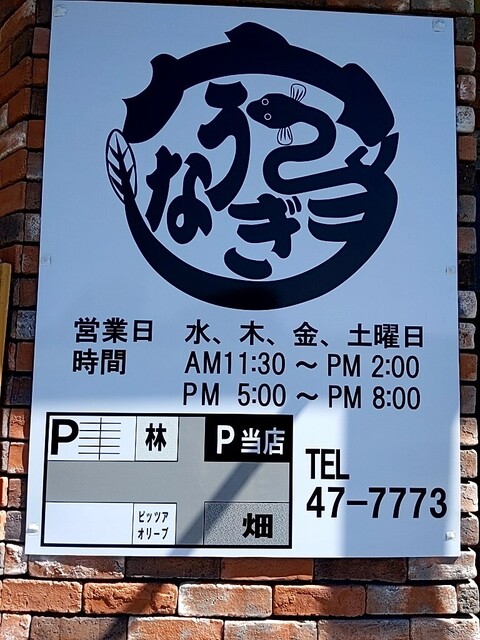 うなぎ
営業日 水、木、金、土曜日
時間 AM11:30 ~ PM 2:00
PM 5:00 ~ PM 8:00
P 林 P当店
ピッツア
オリーブ
畑
TEL
47-7773